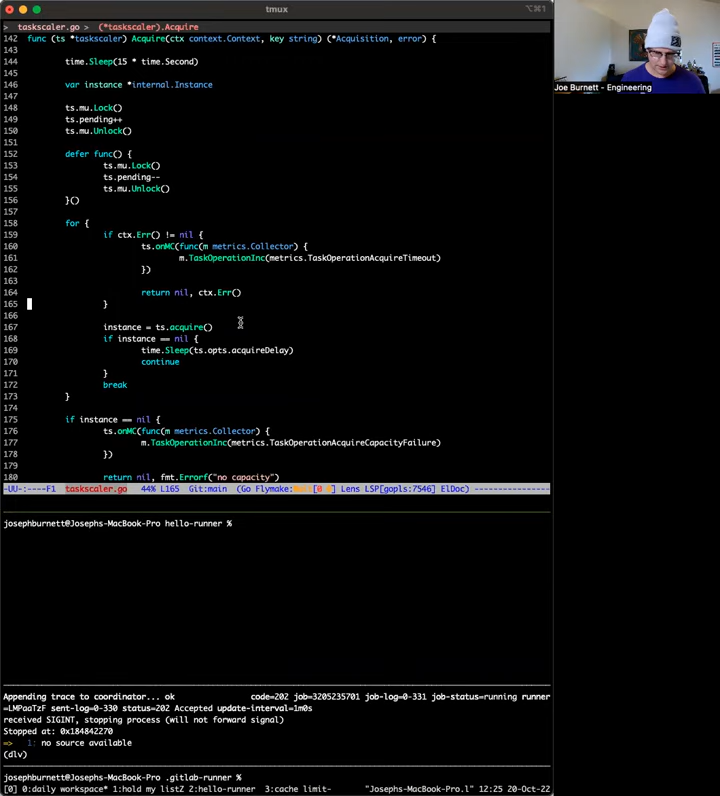 tmux
⌥⌘1
> taskscaler.go > (*taskscaler).Acquire
142 func (ts *taskscaler) Acquire(ctx context.Context, key string) (*Acquisition, error) {
143
144 time.Sleep(15 * time.Second)
145
146 var instance *internal.Instance
147
148 ts.mu.Lock()
149 ts.pending++
150 ts.mu.Unlock()
151
152 defer func() {
153 ts.mu.Lock()
154 ts.pending--
155 ts.mu.Unlock()
156 }()
157
158 for {
159 if ctx.Err() != nil {
160 ts.onMC(func(m metrics.Collector) {
161 m.TaskOperationInc(metrics.TaskOperationAcquireTimeout)
162 })
163
164 return nil, ctx.Err()
165 }
166
167 instance = ts.acquire()
168 if instance == nil {
169 time.Sleep(ts.opts.acquireDelay)
170 continue
171 }
172 break
173 }
174
175 if instance == nil {
176 ts.onMC(func(m metrics.Collector) {
177 m.TaskOperationInc(metrics.TaskOperationAcquireCapacityFailure)
178 })
179
180 return nil, fmt.Errorf("no capacity")
-UU-:----F1 taskscaler.go 44% L165 Git:main (Go Flymake: Lens LSP[gopls:7546] ElDoc) ----------------
josephburnett@Josephs-MacBook-Pro hello-runner %
Appending trace to coordinator... ok code=202 job=3205235701 job-log=0-331 job-status=running runner
=LMPaaTzF sent-log=0-330 status=202 Accepted update-interval=1m0s
received SIGINT, stopping process (will not forward signal)
Stopped at: 0x184842270
=> 1: no source available
(dlv)
josephburnett@Josephs-MacBook-Pro .gitlab-runner %
[0] 0:daily workspace* 1:hold my listZ 2:hello-runner 3:cache limit- "Josephs-MacBook-Pro.l" 12:25 20-Oct-22
Joe Burnett - Engineering